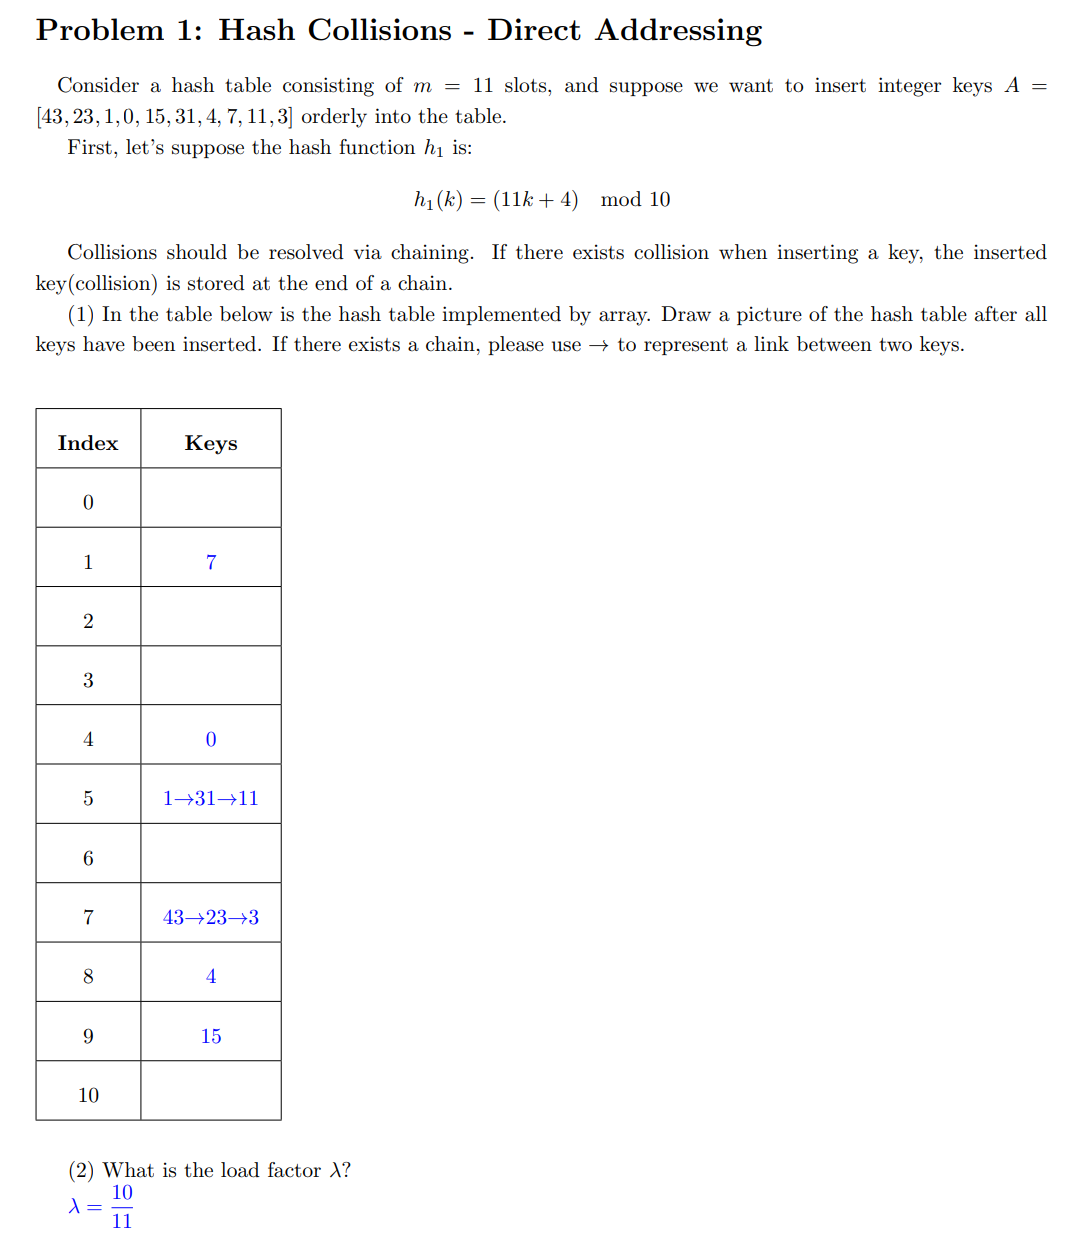 Problem 1: Hash Collisions - Direct Addressing
Consider a hash table consisting of m = 11 slots, and suppose we want to insert integer keys A =
[43, 23, 1, 0, 15, 31, 4, 7, 11, 3] orderly into the table.
First, let's suppose the hash function h₁ is:
h₁(k) = (11k + 4) mod 10
Collisions should be resolved via chaining. If there exists collision when inserting a key, the inserted
key(collision) is stored at the end of a chain.
(1) In the table below is the hash table implemented by array. Draw a picture of the hash table after all
keys have been inserted. If there exists a chain, please use → to represent a link between two keys.
Index Keys
0
1 7
2
3
4 0
5 1→31→11
6
7 43→23→3
8 4
9 15
10
(2) What is the load factor λ?
λ = 10/11